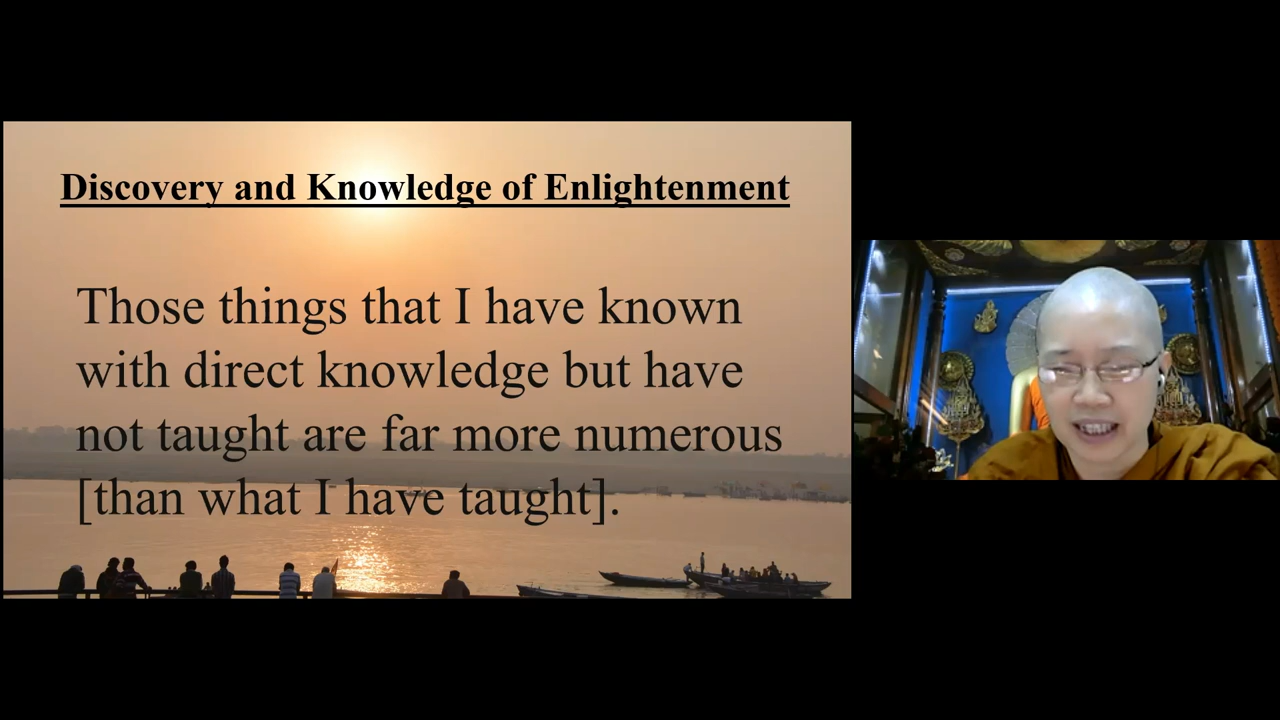 Discovery and Knowledge of Enlightenment
Those things that I have known
with direct knowledge but have
not taught are far more numerous
[than what I have taught].